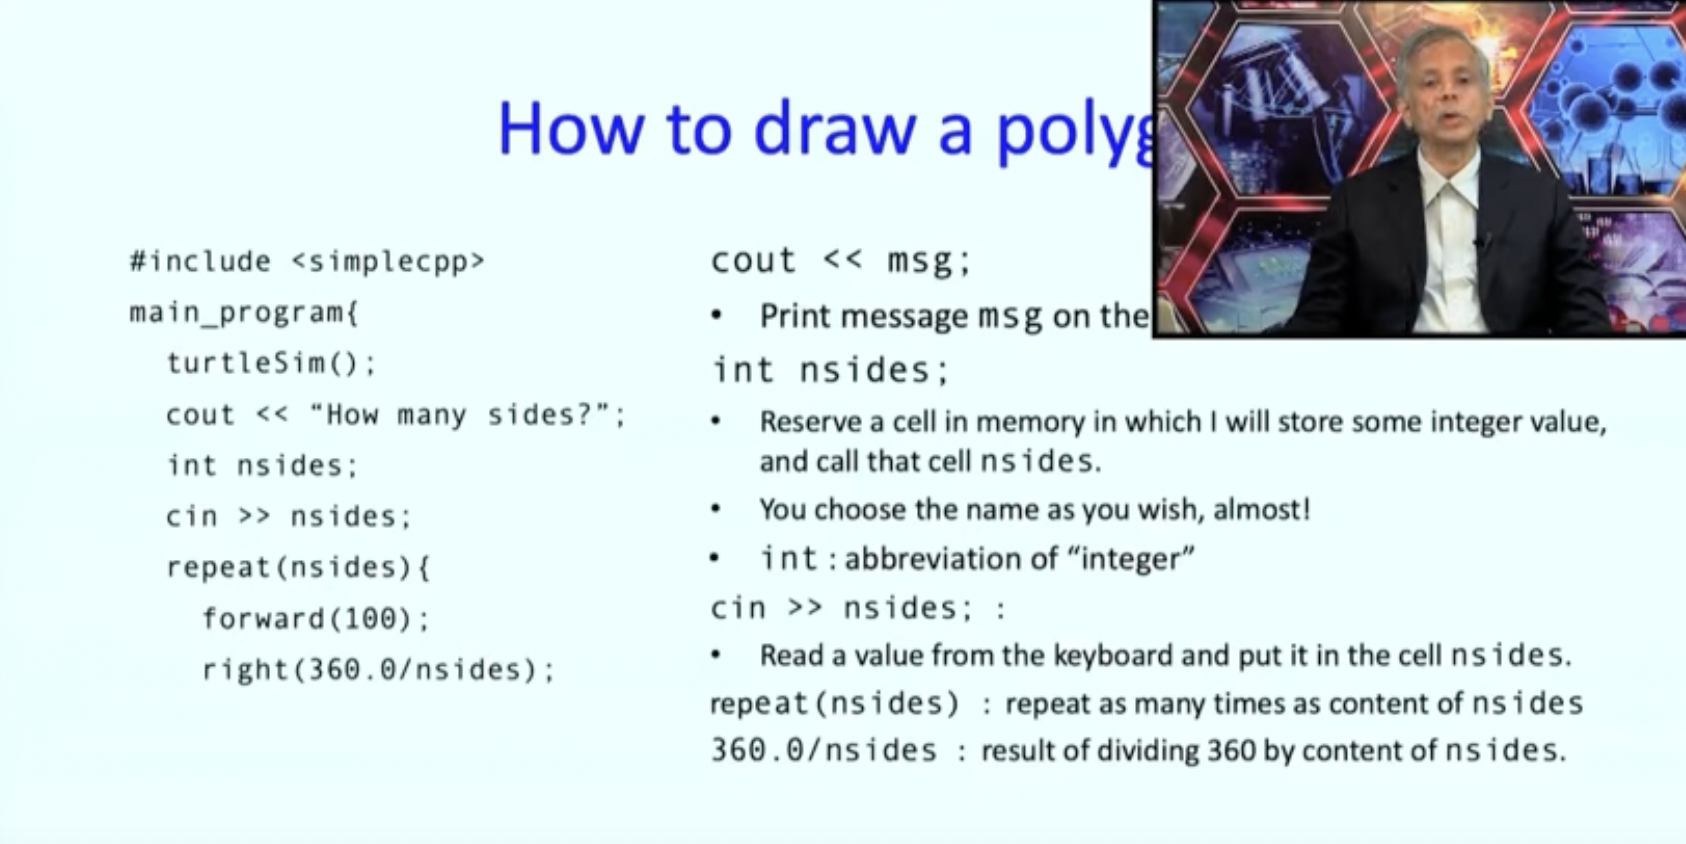 How to draw a
#include <simplecpp>
main_program{
turtleSim();
cout << “How many sides?”;
int nsides;
cin >> nsides;
repeat(nsides){
forward(100);
right(360.0/nsides);
cout << msg;
• Print message msg on the
int nsides;
• Reserve a cell in memory in which I will store some integer value,
and call that cell nsides.
• You choose the name as you wish, almost!
• int : abbreviation of “integer”
cin >> nsides; :
• Read a value from the keyboard and put it in the cell nsides.
repeat(nsides) : repeat as many times as content of nsides
360.0/nsides : result of dividing 360 by content of nsides.